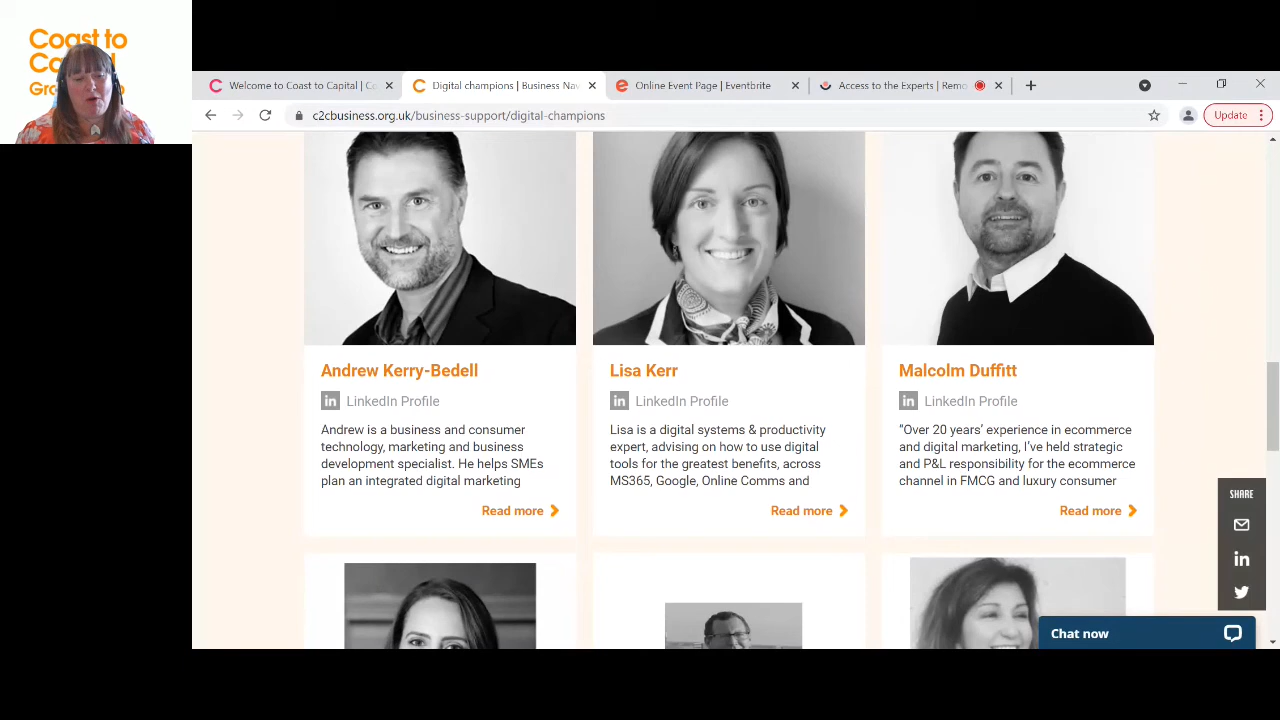 Coast to
Ca
Gro
Welcome to Coast to Capital | Co
Digital champions | Business Nav
Online Event Page | Eventbrite
Access to the Experts | Remo
c2cbusiness.org.uk/business-support/digital-champions
Update
Andrew Kerry-Bedell
LinkedIn Profile
Andrew is a business and consumer
technology, marketing and business
development specialist. He helps SMEs
plan an integrated digital marketing
Read more
Lisa Kerr
LinkedIn Profile
Lisa is a digital systems & productivity
expert, advising on how to use digital
tools for the greatest benefits, across
MS365, Google, Online Comms and
Read more
Malcolm Duffitt
LinkedIn Profile
“Over 20 years’ experience in ecommerce
and digital marketing, I’ve held strategic
and P&L responsibility for the ecommerce
channel in FMCG and luxury consumer
Read more
SHARE
Chat now